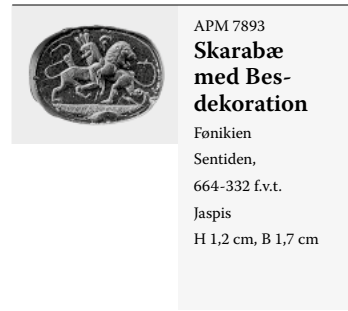 APM 7893
Skarabæ
med Bes-
dekoration
Fønikien
Sentiden,
664-332 f.v.t.
Jaspis
H 1,2 cm, B 1,7 cm